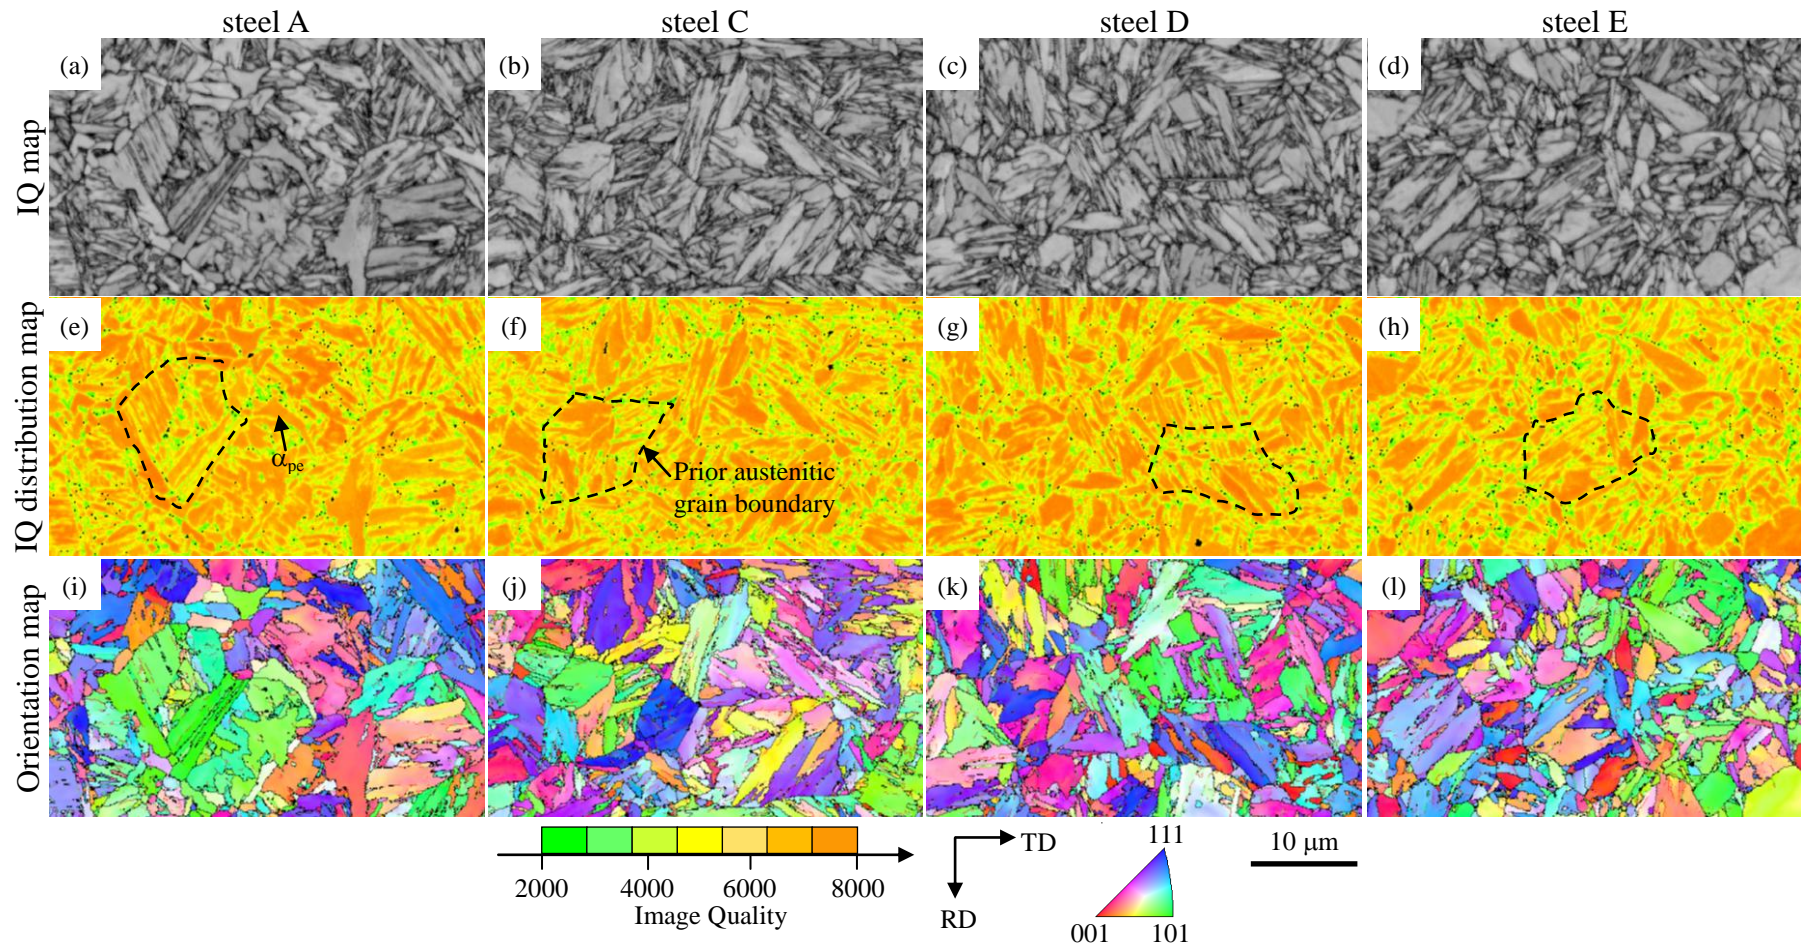 steel A steel C steel D steel E
IQ map
(a) (b) (c) (d)
IQ distribution map
(e) (f) (g) (h)
αpe
Prior austenitic
grain boundary
Orientation map
(i) (j) (k) (l)
2000 4000 6000 8000
Image Quality
TD
RD
111
001 101
10 μm